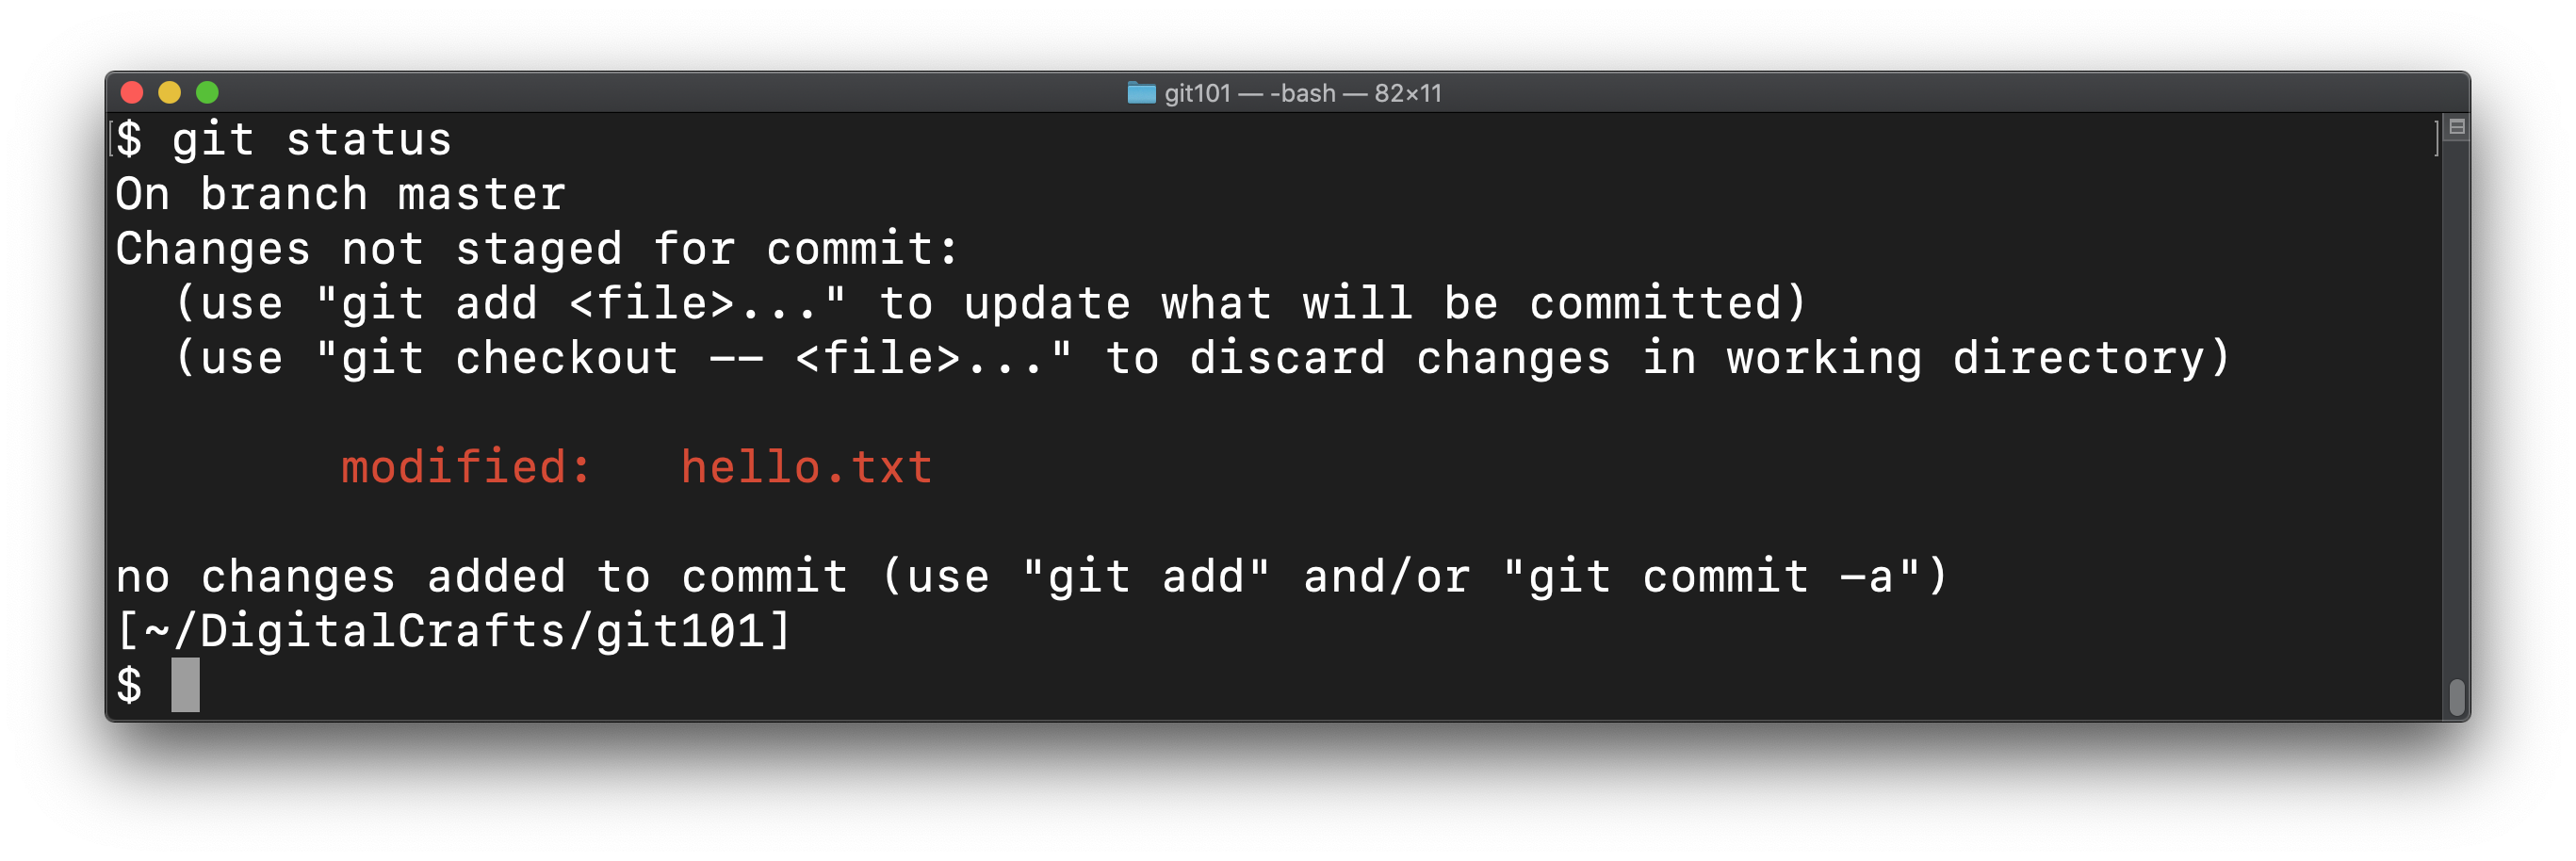 git101 — -bash — 82×11
$ git status
On branch master
Changes not staged for commit:
  (use "git add <file>..." to update what will be committed)
  (use "git checkout -- <file>..." to discard changes in working directory)
        modified:   hello.txt
no changes added to commit (use "git add" and/or "git commit -a")
[~/DigitalCrafts/git101]
$